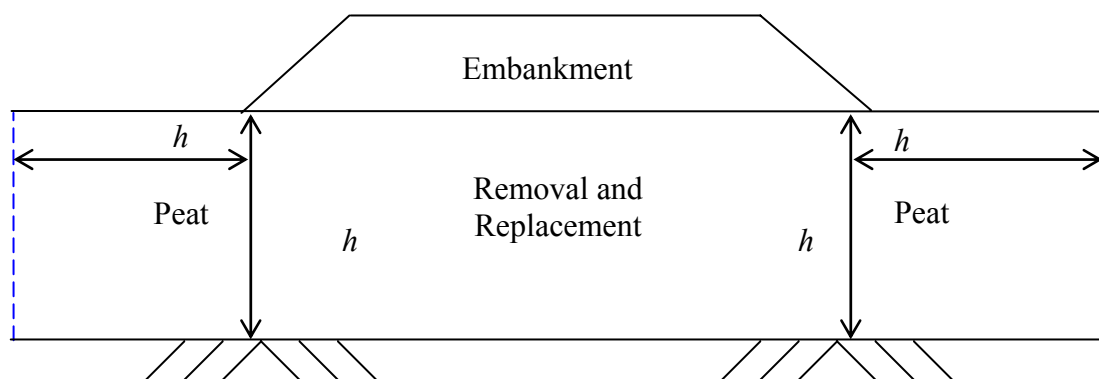 Embankment
h
h
Removal and
Replacement
Peat
Peat
h
h